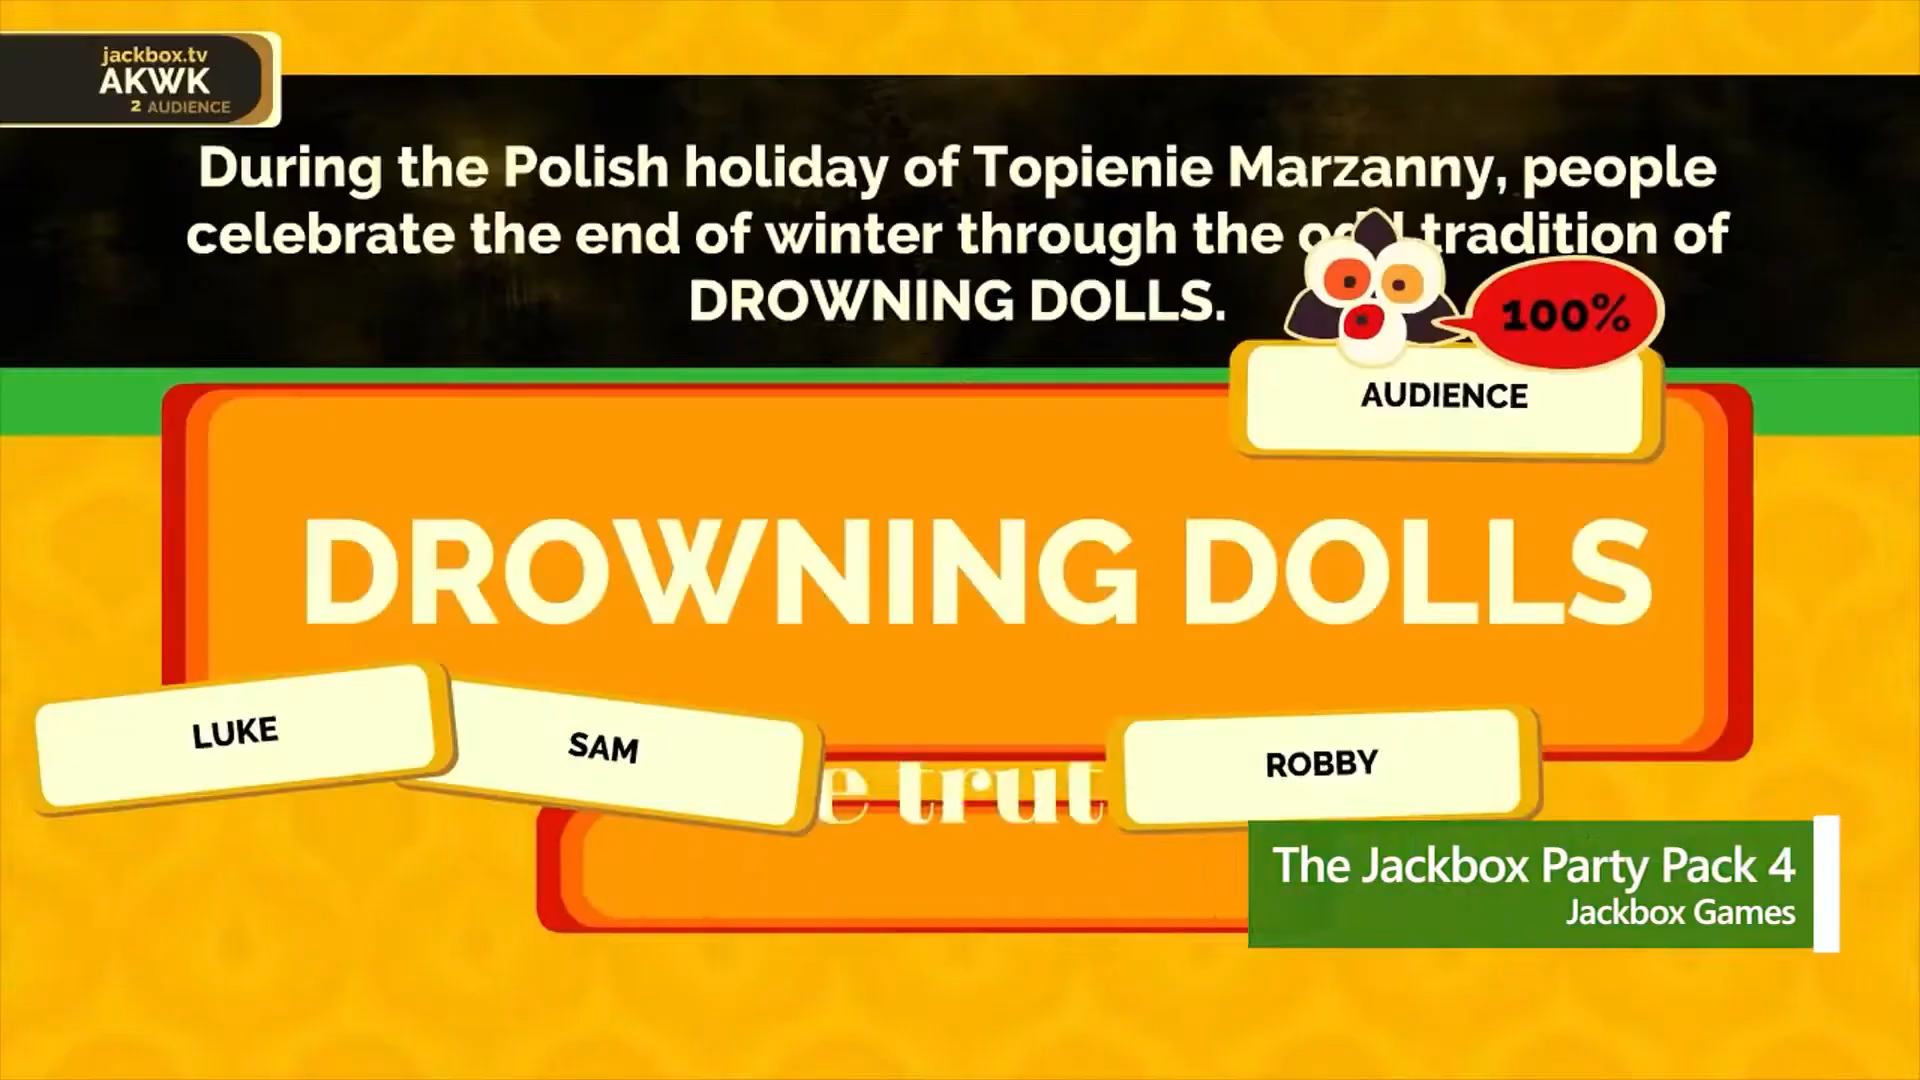 jackbox.tv
AKWK
2 AUDIENCE
During the Polish holiday of Topienie Marzanny, people
celebrate the end of winter through the odd tradition of
DROWNING DOLLS.
100%
AUDIENCE
DROWNING DOLLS
LUKE
SAM
ROBBY
e trut
The Jackbox Party Pack 4
Jackbox Games